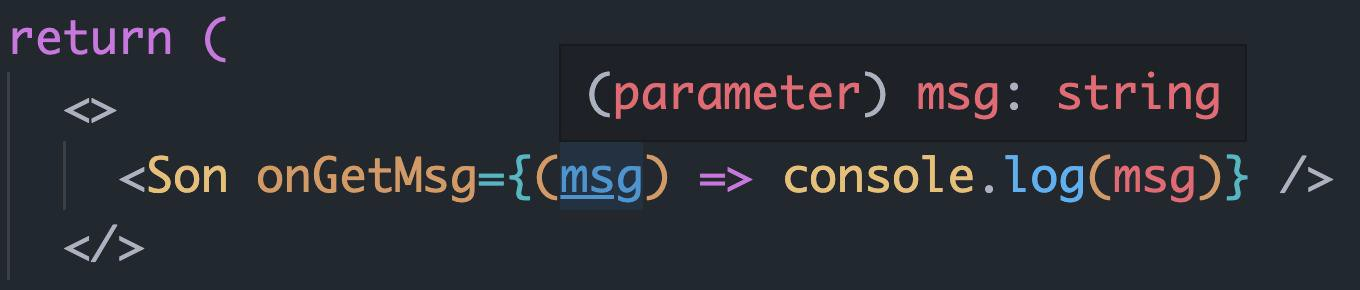 return (
<>
(parameter) msg: string
<Son onGetMsg={(msg) => console.log(msg)} />
</>